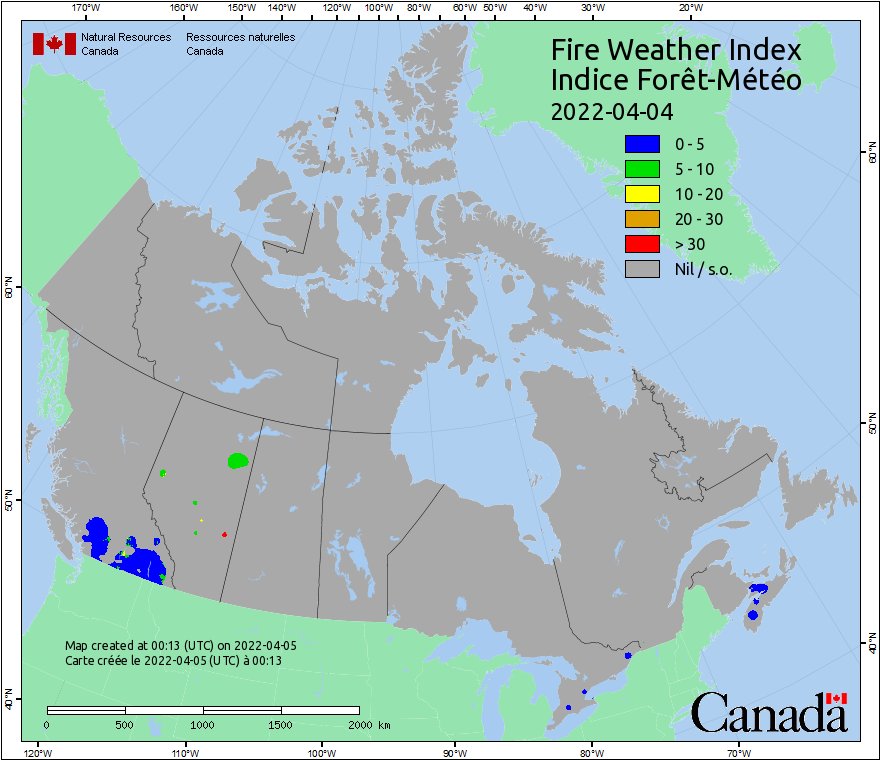 170°W 160°W 150°W 140°W 120°W 100°W 80°W 60°W 50°W 40°W 30°W 20°W
Natural Resources Ressources naturelles
Canada Canada
Fire Weather Index
Indice Forêt-Météo
2022-04-04
0 - 5
5 - 10
10 - 20
20 - 30
> 30
Nil / s.o.
60°N
60°N
50°N
50°N
40°N
40°N
Map created at 00:13 (UTC) on 2022-04-05
Carte créée le 2022-04-05 (UTC) à 00:13
0 500 1000 1500 2000 km
Canada
120°W 110°W 100°W 90°W 80°W 70°W